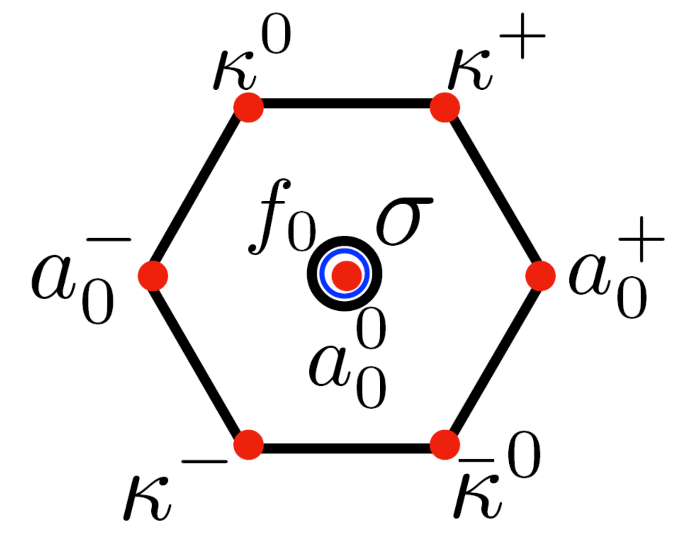 κ⁰ κ⁺
f₀ σ
a₀⁻ a₀⁺
a₀⁰
κ⁻ κ̄⁰